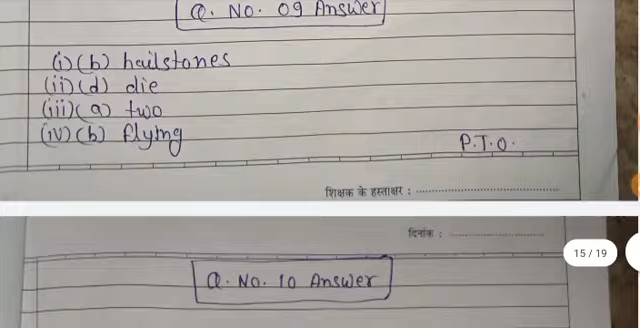 Q. No. 09 Answer
(i) (b) hailstones
(ii) (d) die
(iii) (a) two
(iv) (b) flying
P.T.O.
शिक्षक के हस्ताक्षर :
दिनांक :
15 / 19
Q. No. 10 Answer